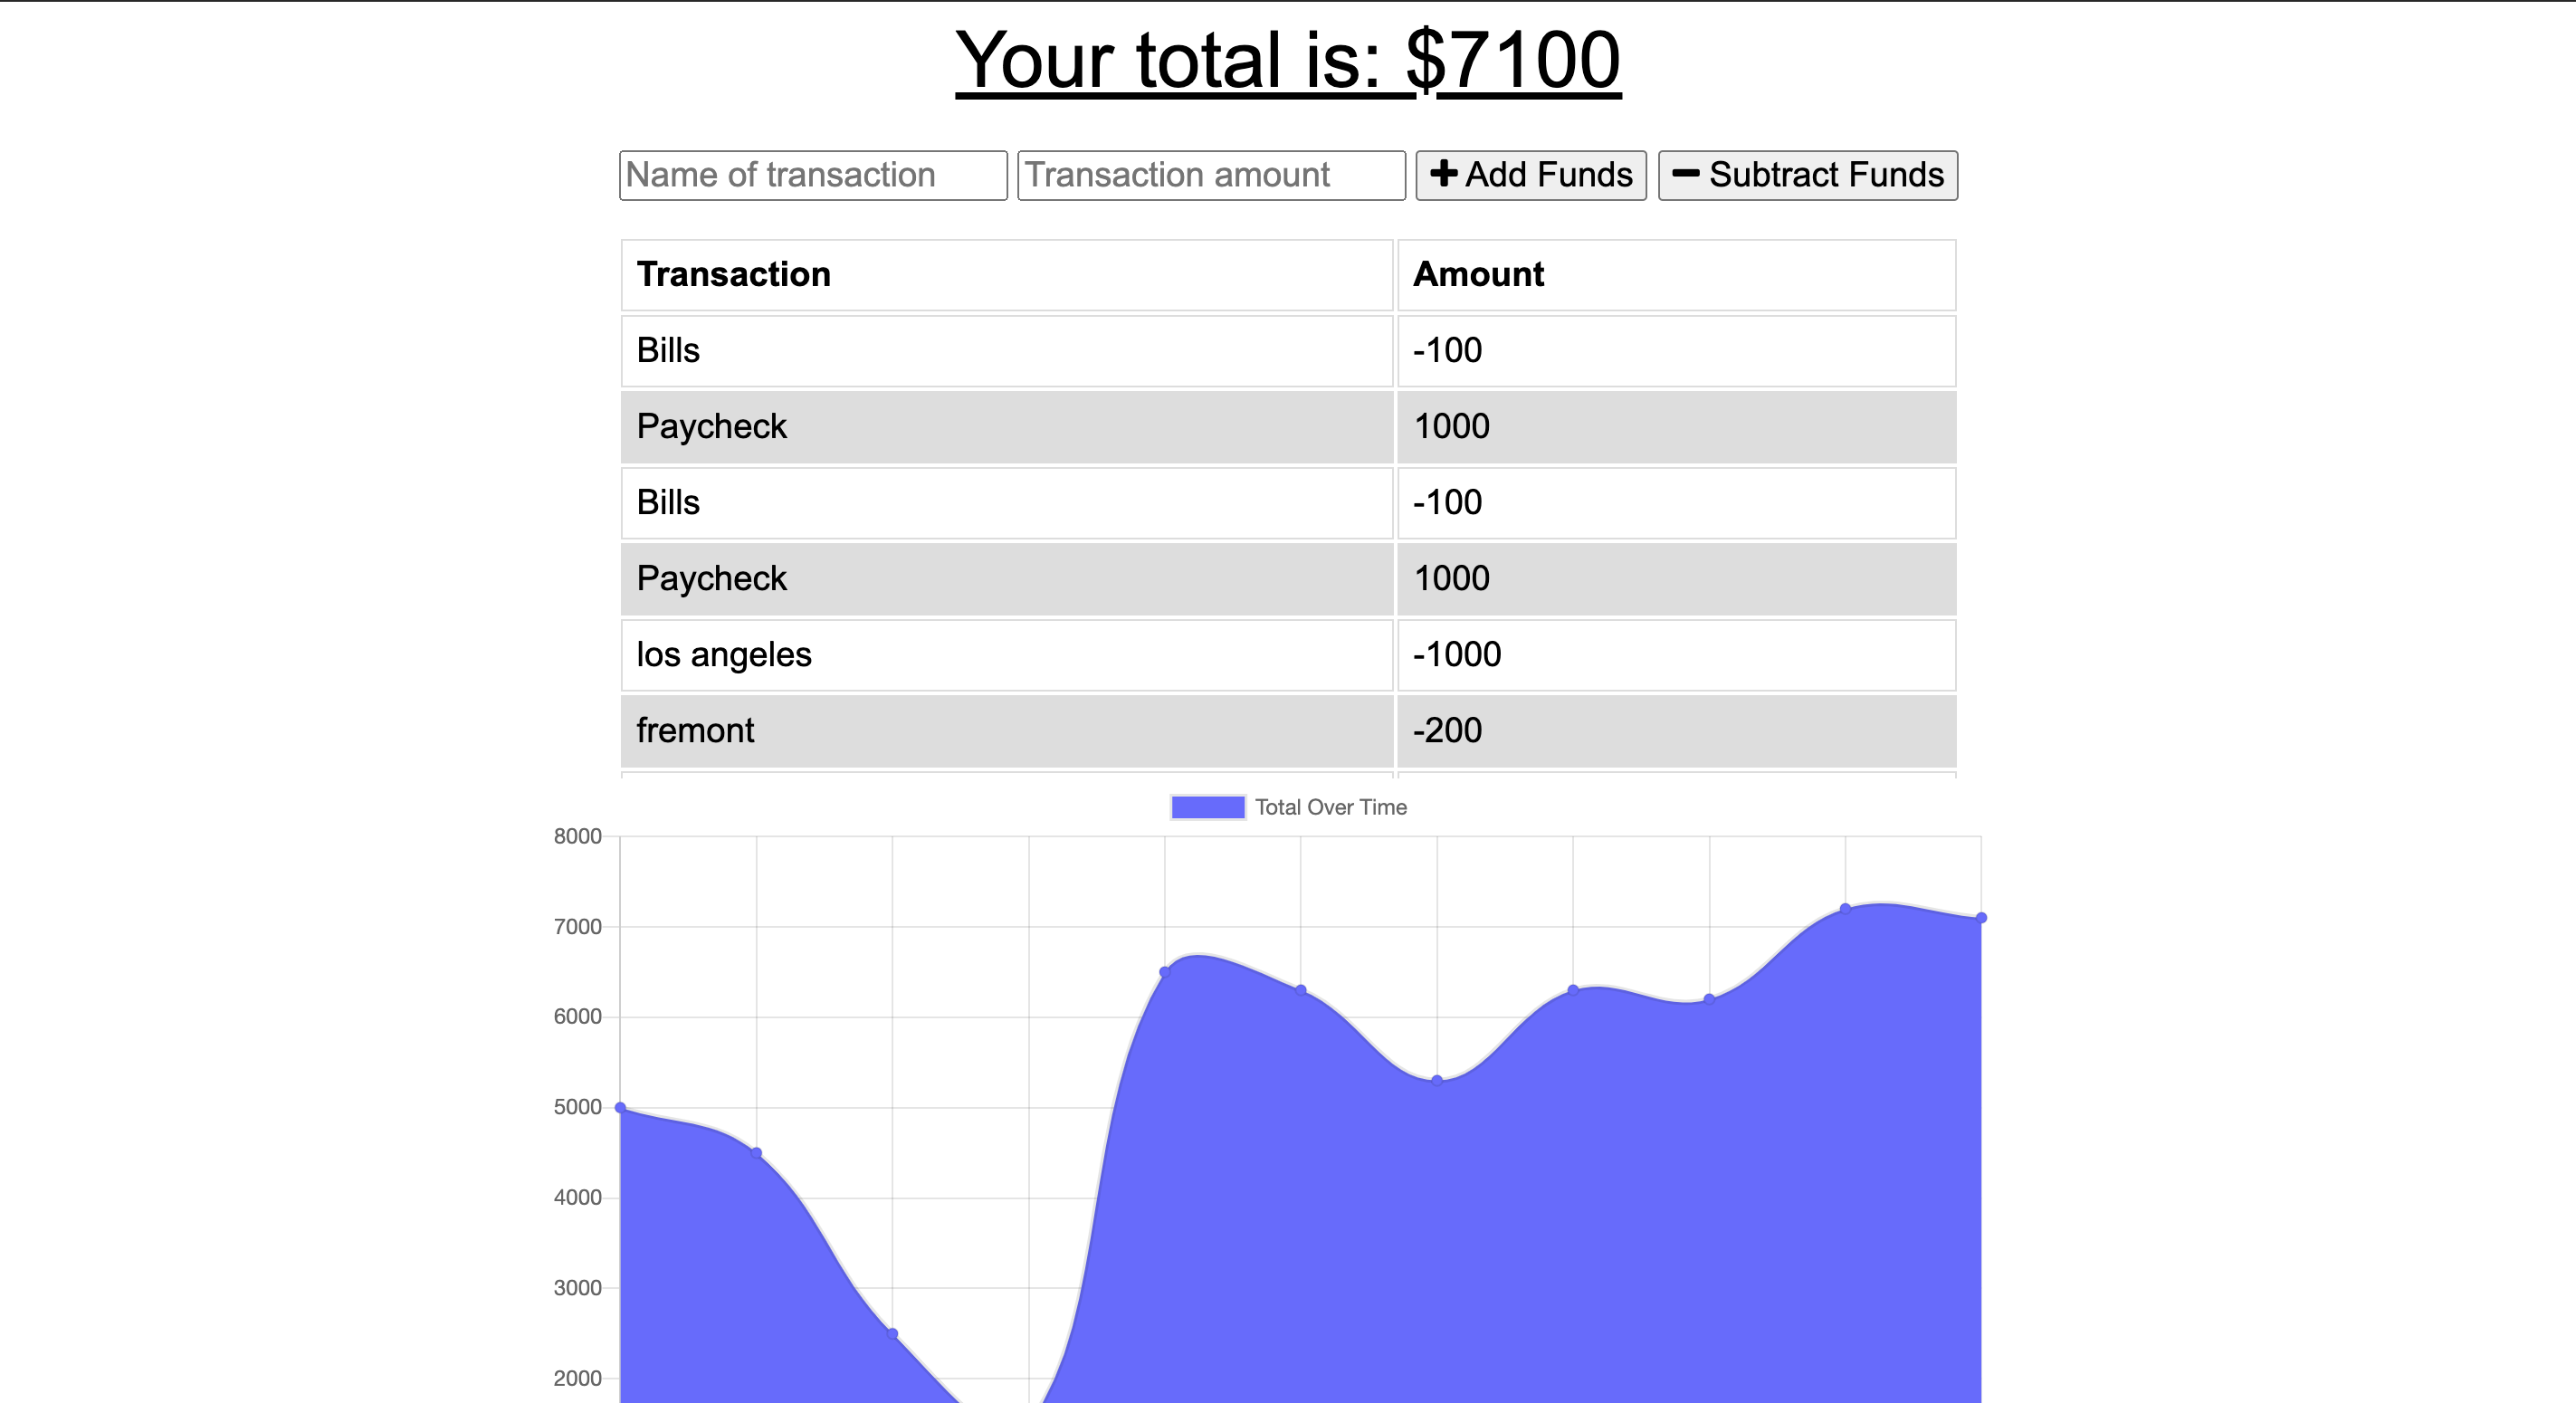 Your total is: $7100
Name of transaction Transaction amount + Add Funds − Subtract Funds
Transaction Amount
Bills -100
Paycheck 1000
Bills -100
Paycheck 1000
los angeles -1000
fremont -200
Total Over Time
8000
7000
6000
5000
4000
3000
2000